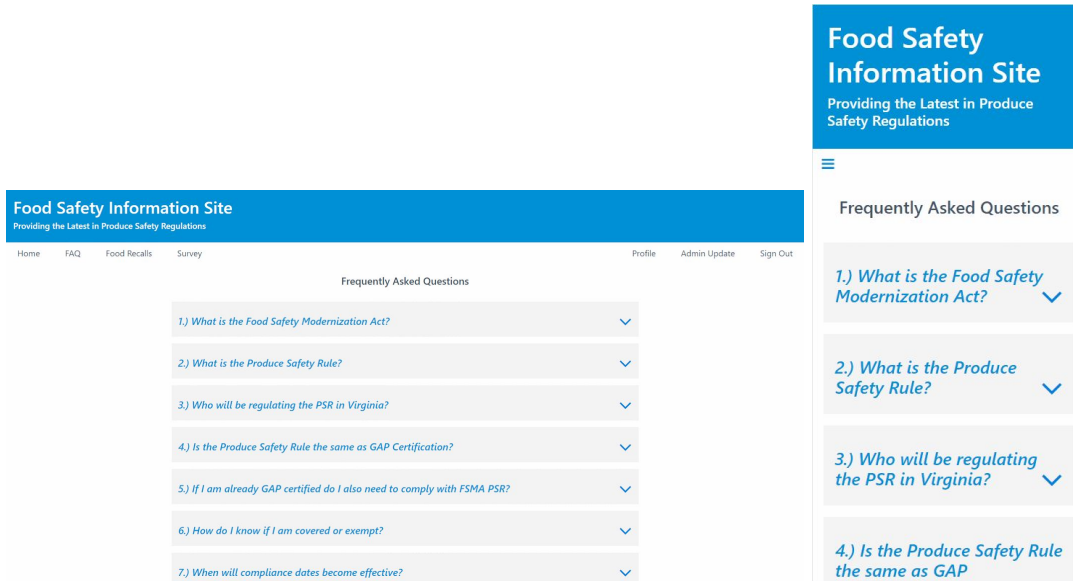 Food Safety Information Site
Providing the Latest in Produce Safety Regulations
Home FAQ Food Recalls Survey Profile Admin Update Sign Out
Frequently Asked Questions
1.) What is the Food Safety Modernization Act?
2.) What is the Produce Safety Rule?
3.) Who will be regulating the PSR in Virginia?
4.) Is the Produce Safety Rule the same as GAP Certification?
5.) If I am already GAP certified do I also need to comply with FSMA PSR?
6.) How do I know if I am covered or exempt?
7.) When will compliance dates become effective?
Food Safety
Information Site
Providing the Latest in Produce
Safety Regulations
Frequently Asked Questions
1.) What is the Food Safety
Modernization Act?
2.) What is the Produce
Safety Rule?
3.) Who will be regulating
the PSR in Virginia?
4.) Is the Produce Safety Rule
the same as GAP